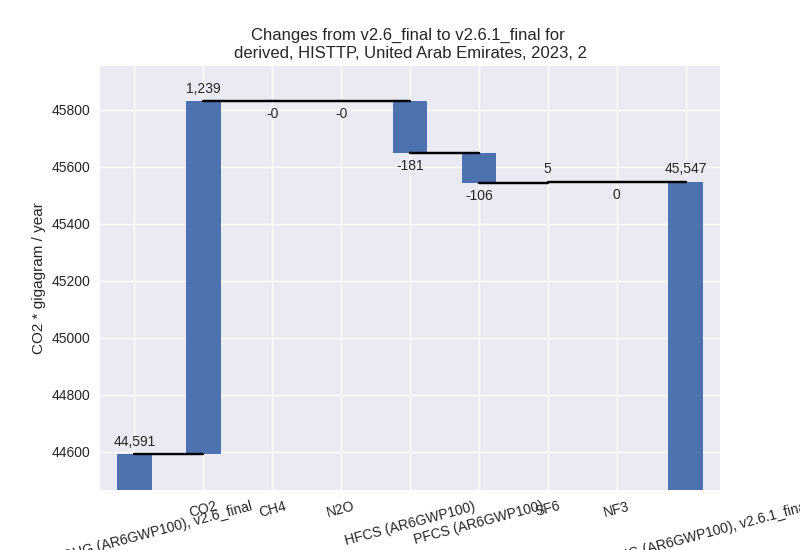 Changes from v2.6_final to v2.6.1_final for
derived, HISTTP, United Arab Emirates, 2023, 2
CO2 * gigagram / year
45800
45600
45400
45200
45000
44800
44600
44,591
1,239
-0
-0
-181
-106
5
0
45,547
(AR6GWP100), v2.6_final
CO2
CH4
N2O
HFCS (AR6GWP100)
PFCS (AR6GWP100)
SF6
NF3
(AR6GWP100), v2.6.1_fina